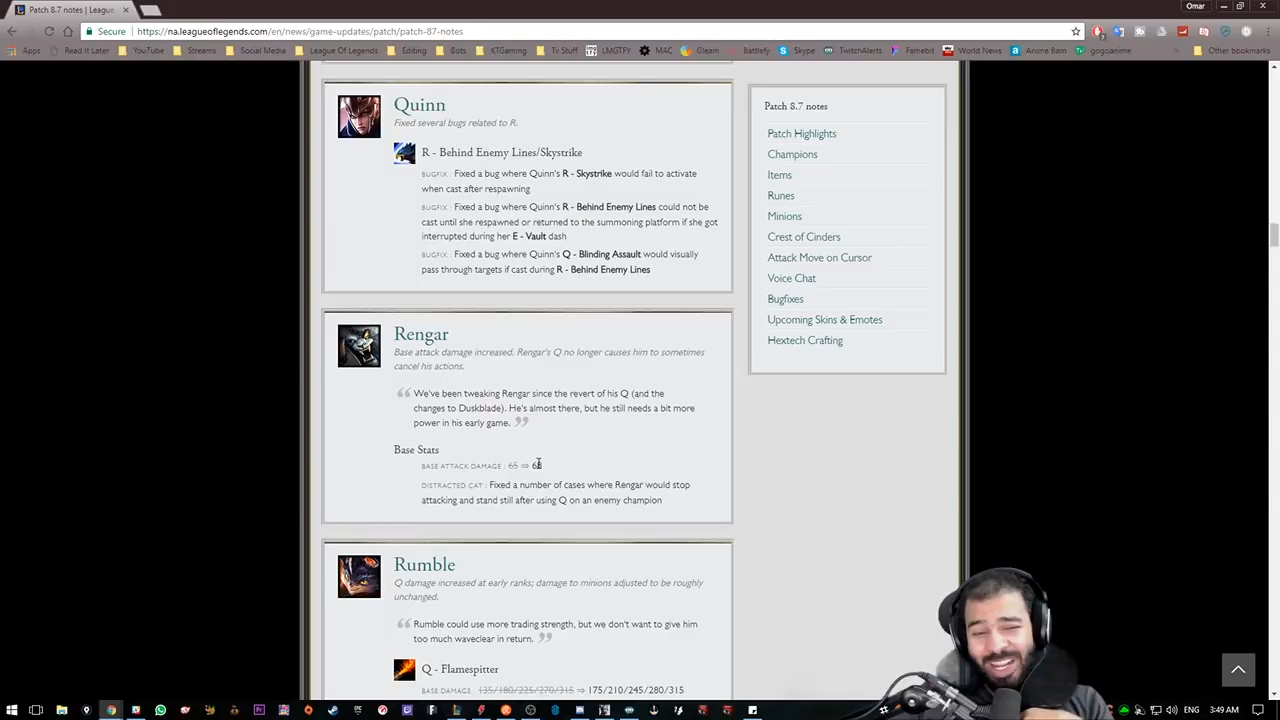 Patch 8.7 notes | League
Omar
Secure
https://na.leagueoflegends.com/en/news/game-updates/patch/patch-87-notes
Apps
Read It Later
YouTube
Streams
Social Media
League Of Legends
Editing
Bots
KTGaming
Tv Stuff
LMGTFY
MAC
Gleam
Battlefy
Skype
TwitchAlerts
Famebit
World News
Anime Bam
gogoanime
Other bookmarks
Quinn
Fixed several bugs related to R.
R - Behind Enemy Lines/Skystrike
BUGFIX : Fixed a bug where Quinn's R - Skystrike would fail to activate
when cast after respawning
BUGFIX : Fixed a bug where Quinn's R - Behind Enemy Lines could not be
cast until she respawned or returned to the summoning platform if she got
interrupted during her E - Vault dash
BUGFIX : Fixed a bug where Quinn's Q - Blinding Assault would visually
pass through targets if cast during R - Behind Enemy Lines
Rengar
Base attack damage increased. Rengar's Q no longer causes him to sometimes
cancel his actions.
We've been tweaking Rengar since the revert of his Q (and the
changes to Duskblade). He's almost there, but he still needs a bit more
power in his early game.
Base Stats
BASE ATTACK DAMAGE : 65 ⇒
DISTRACTED CAT : Fixed a number of cases where Rengar would stop
attacking and stand still after using Q on an enemy champion
Rumble
Q damage increased at early ranks; damage to minions adjusted to be roughly
unchanged.
Rumble could use more trading strength, but we don't want to give him
too much waveclear in return.
Q - Flamespitter
BASE DAMAGE : 135/180/225/270/315 ⇒ 175/210/245/280/315
Patch 8.7 notes
Patch Highlights
Champions
Items
Runes
Minions
Crest of Cinders
Attack Move on Cursor
Voice Chat
Bugfixes
Upcoming Skins & Emotes
Hextech Crafting
ENG
3:49 AM